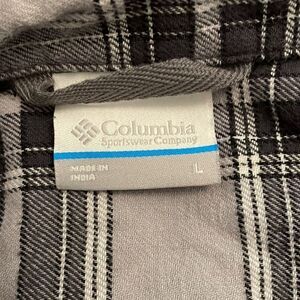 Columbia
Sportswear Company
MADE IN
INDIA
L